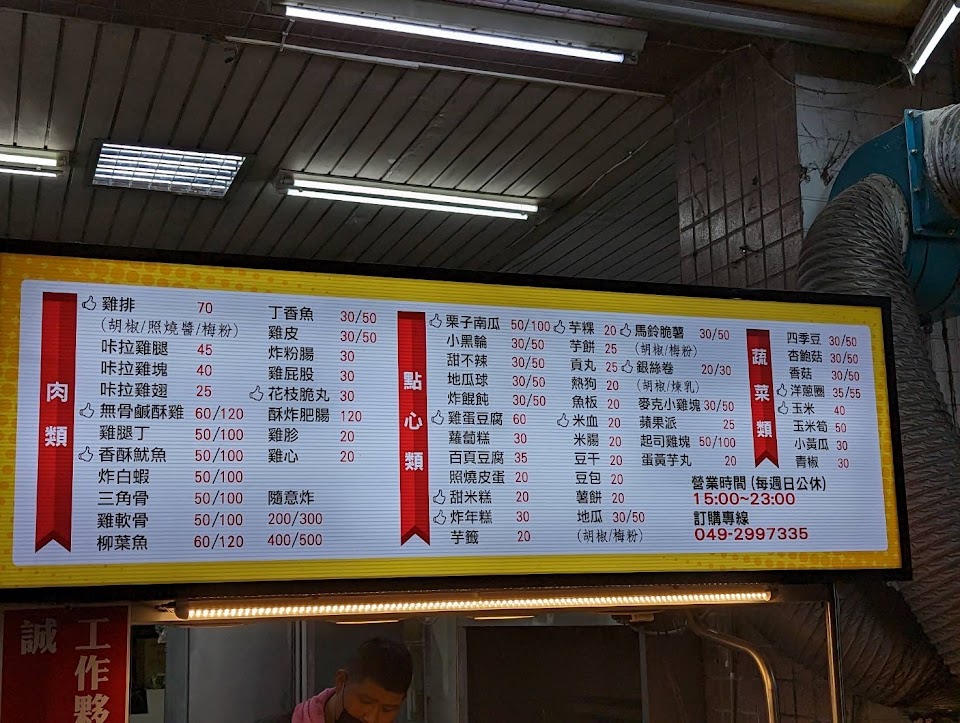 肉類
雞排 70
(胡椒/照燒醬/梅粉)
咔拉雞腿 45
咔拉雞塊 40
咔拉雞翅 25
無骨鹹酥雞 60/120
雞腿丁 50/100
香酥魷魚 50/100
炸白蝦 50/100
三角骨 50/100
雞軟骨 50/100
柳葉魚 60/120
丁香魚 30/50
雞皮 30/50
炸粉腸 30
雞屁股 30
花枝脆丸 30
酥炸肥腸 120
雞胗 20
雞心 20
隨意炸
200/300
400/500
點心類
栗子南瓜 50/100
小黑輪 30/50
甜不辣 30/50
地瓜球 30/50
炸餛飩 30/50
雞蛋豆腐 60
蘿蔔糕 30
百頁豆腐 35
照燒皮蛋 20
甜米糕 20
炸年糕 30
芋籤 20
芋粿 20
芋餅 25
貢丸 25
熱狗 20
魚板 20
米血 20
米腸 20
豆干 20
豆包 20
薯餅 20
地瓜 30/50
(胡椒/梅粉)
馬鈴脆薯 30/50
(胡椒/梅粉)
銀絲卷 20/30
(胡椒/煉乳)
麥克小雞塊 30/50
蘋果派 25
起司雞塊 50/100
蛋黃芋丸 20
蔬菜類
四季豆 30/50
杏鮑菇 30/50
香菇 30/50
洋蔥圈 35/55
玉米 40
玉米筍 50
小黃瓜 30
青椒 30
營業時間 (每週日公休)
15:00~23:00
訂購專線
049-2997335
誠
工作夥